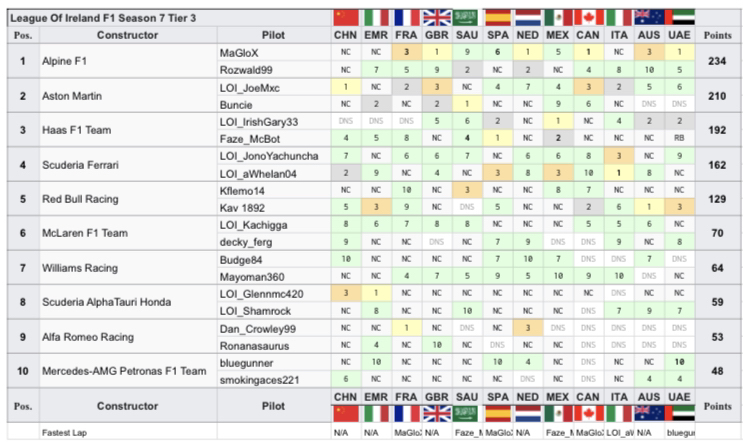 League Of Ireland F1 Season 7 Tier 3
Pos. Constructor Pilot CHN EMR FRA GBR SAU SPA NED MEX CAN ITA AUS UAE Points
1 Alpine F1 234
MaGloX NC NC 3 1 9 6 1 5 1 NC 3 1
Rozwald99 NC 7 5 9 2 NC 2 NC 4 8 10 5
2 Aston Martin 210
LOI_JoeMxc 1 NC 2 3 NC 4 7 4 3 2 5 6
Buncie NC 2 NC 2 1 NC NC 9 6 NC DNS DNS
3 Haas F1 Team 192
LOI_IrishGary33 DNS DNS DNS 5 6 2 NC 1 NC 4 2 2
Faze_McBot 4 5 8 NC 4 1 NC 2 NC NC NC RB
4 Scuderia Ferrari 162
LOI_JonoYachuncha 7 NC 6 6 7 NC 6 6 8 3 NC 9
LOI_aWhelan04 2 9 NC 4 NC 3 8 3 10 1 8 NC
5 Red Bull Racing 129
Kflemo14 NC NC 10 NC 3 NC NC 8 7 NC NC NC
Kav 1892 5 3 9 NC DNS 5 NC NC 2 6 1 3
6 McLaren F1 Team 70
LOI_Kachigga 8 6 7 8 8 NC NC NC 5 5 6 NC
decky_ferg 9 NC NC DNS NC 7 9 DNS DNS 9 NC 8
7 Williams Racing 64
Budge84 10 NC NC NC NC 7 10 7 DNS DNS 7 DNS
Mayoman360 NC NC 4 7 5 9 5 10 9 10 DNS DNS
8 Scuderia AlphaTauri Honda 59
LOI_Glennmc420 3 1 NC NC NC NC NC NC NC DNS NC NC
LOI_Shamrock NC 8 NC NC 10 NC NC NC DNS 7 9 7
9 Alfa Romeo Racing 53
Dan_Crowley99 NC NC 1 NC DNS NC 3 NC DNS NC DNS DNS
Ronanasaurus NC 4 NC 10 NC DNS NC NC NC NC DNS DNS
10 Mercedes-AMG Petronas F1 Team 48
bluegunner NC 10 NC NC NC 10 4 NC DNS NC NC 10
smokingaces221 6 NC NC NC NC NC DNS NC DNS NC 4 4
Pos. Constructor Pilot CHN EMR FRA GBR SAU SPA NED MEX CAN ITA AUS UAE Points
Fastest Lap N/A N/A MaGlo N/A Faze_ MaGlo N/A Faze_ MaGlo LOI_a N/A bluegu